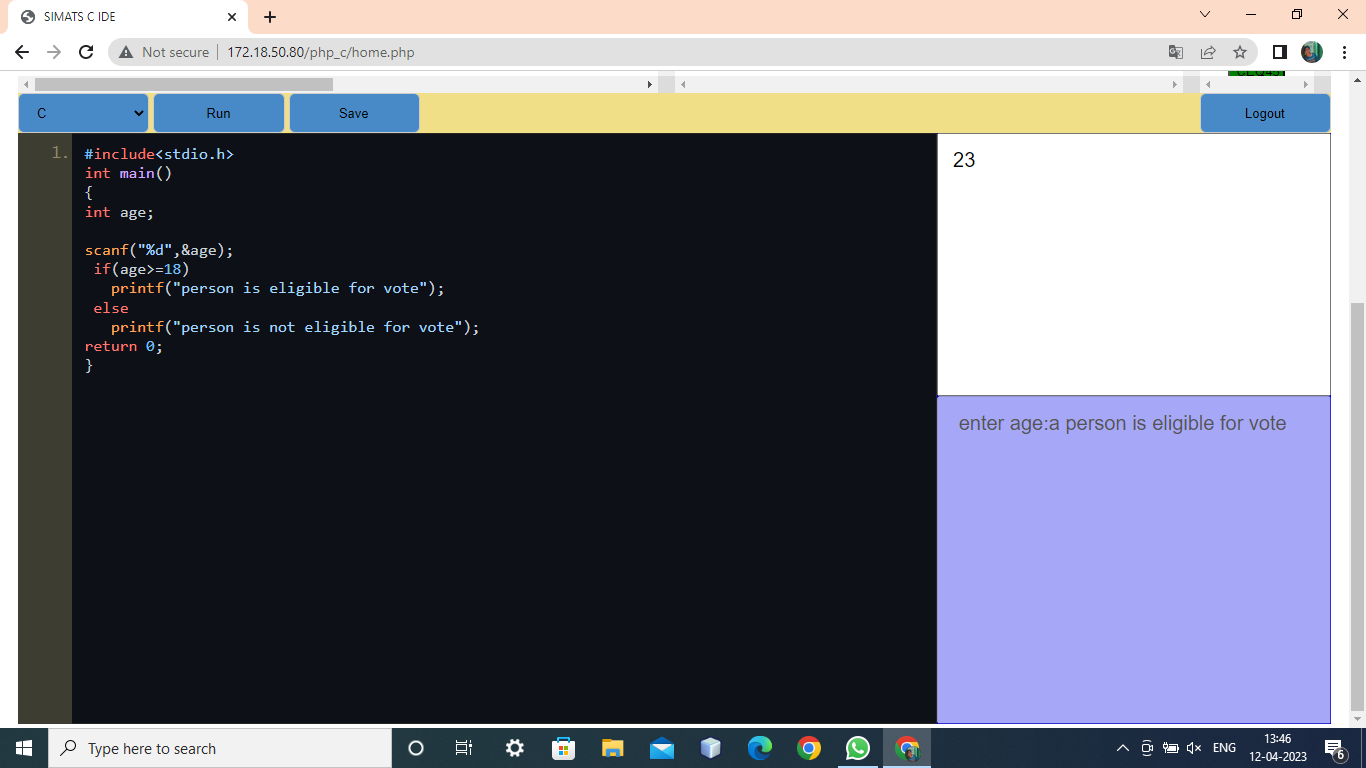 SIMATS C IDE
Not secure
172.18.50.80/php_c/home.php
C
Run
Save
Logout
1.
#include<stdio.h>
int main()
{
int age;
scanf("%d",&age);
if(age>=18)
printf("person is eligible for vote");
else
printf("person is not eligible for vote");
return 0;
}
23
enter age:a person is eligible for vote
Type here to search
ENG
13:46
12-04-2023
6